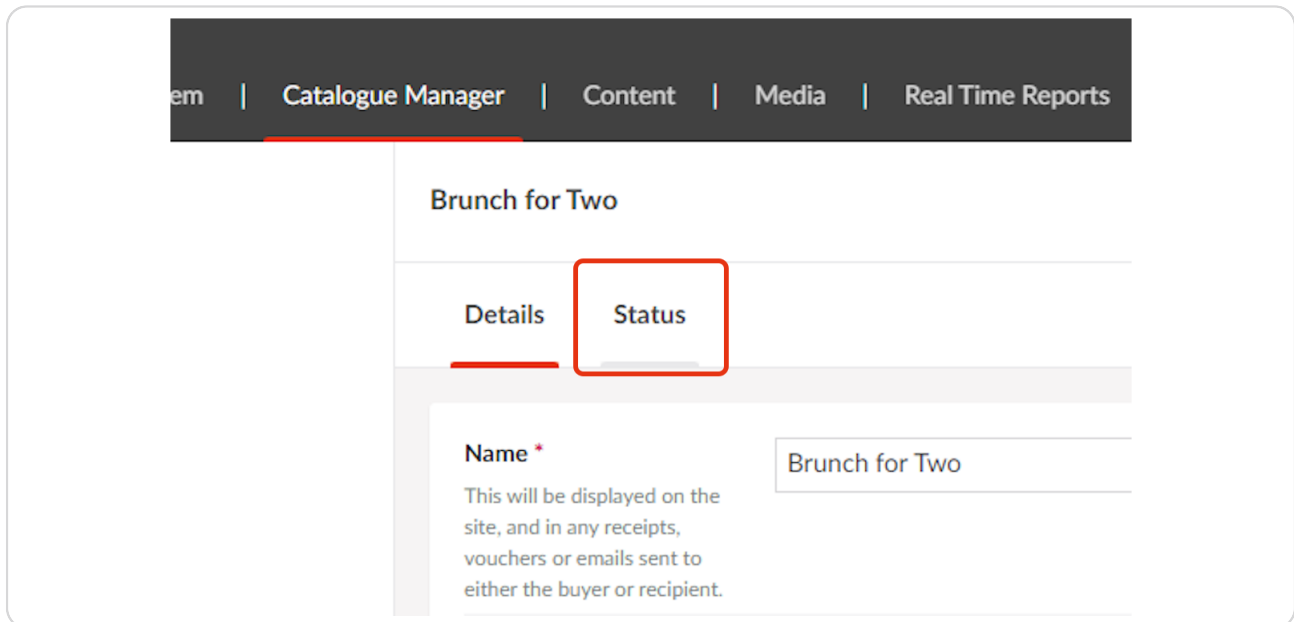 em | Catalogue Manager | Content | Media | Real Time Reports
Brunch for Two
Details Status
Name * Brunch for Two
This will be displayed on the
site, and in any receipts,
vouchers or emails sent to
either the buyer or recipient.